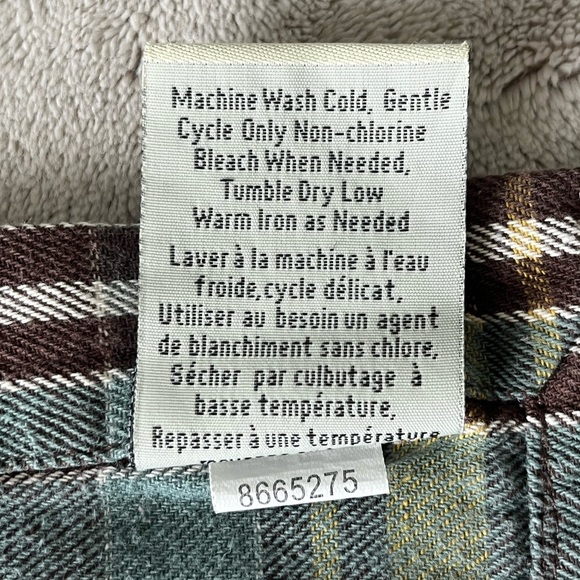 Machine Wash Cold, Gentle
Cycle Only Non-chlorine
Bleach When Needed,
Tumble Dry Low
Warm Iron as Needed
Laver à la machine à l'eau
froide, cycle délicat,
Utiliser au besoin un agent
de blanchiment sans chlore,
Sécher par culbutage à
basse température,
Repasser à une température
8665275